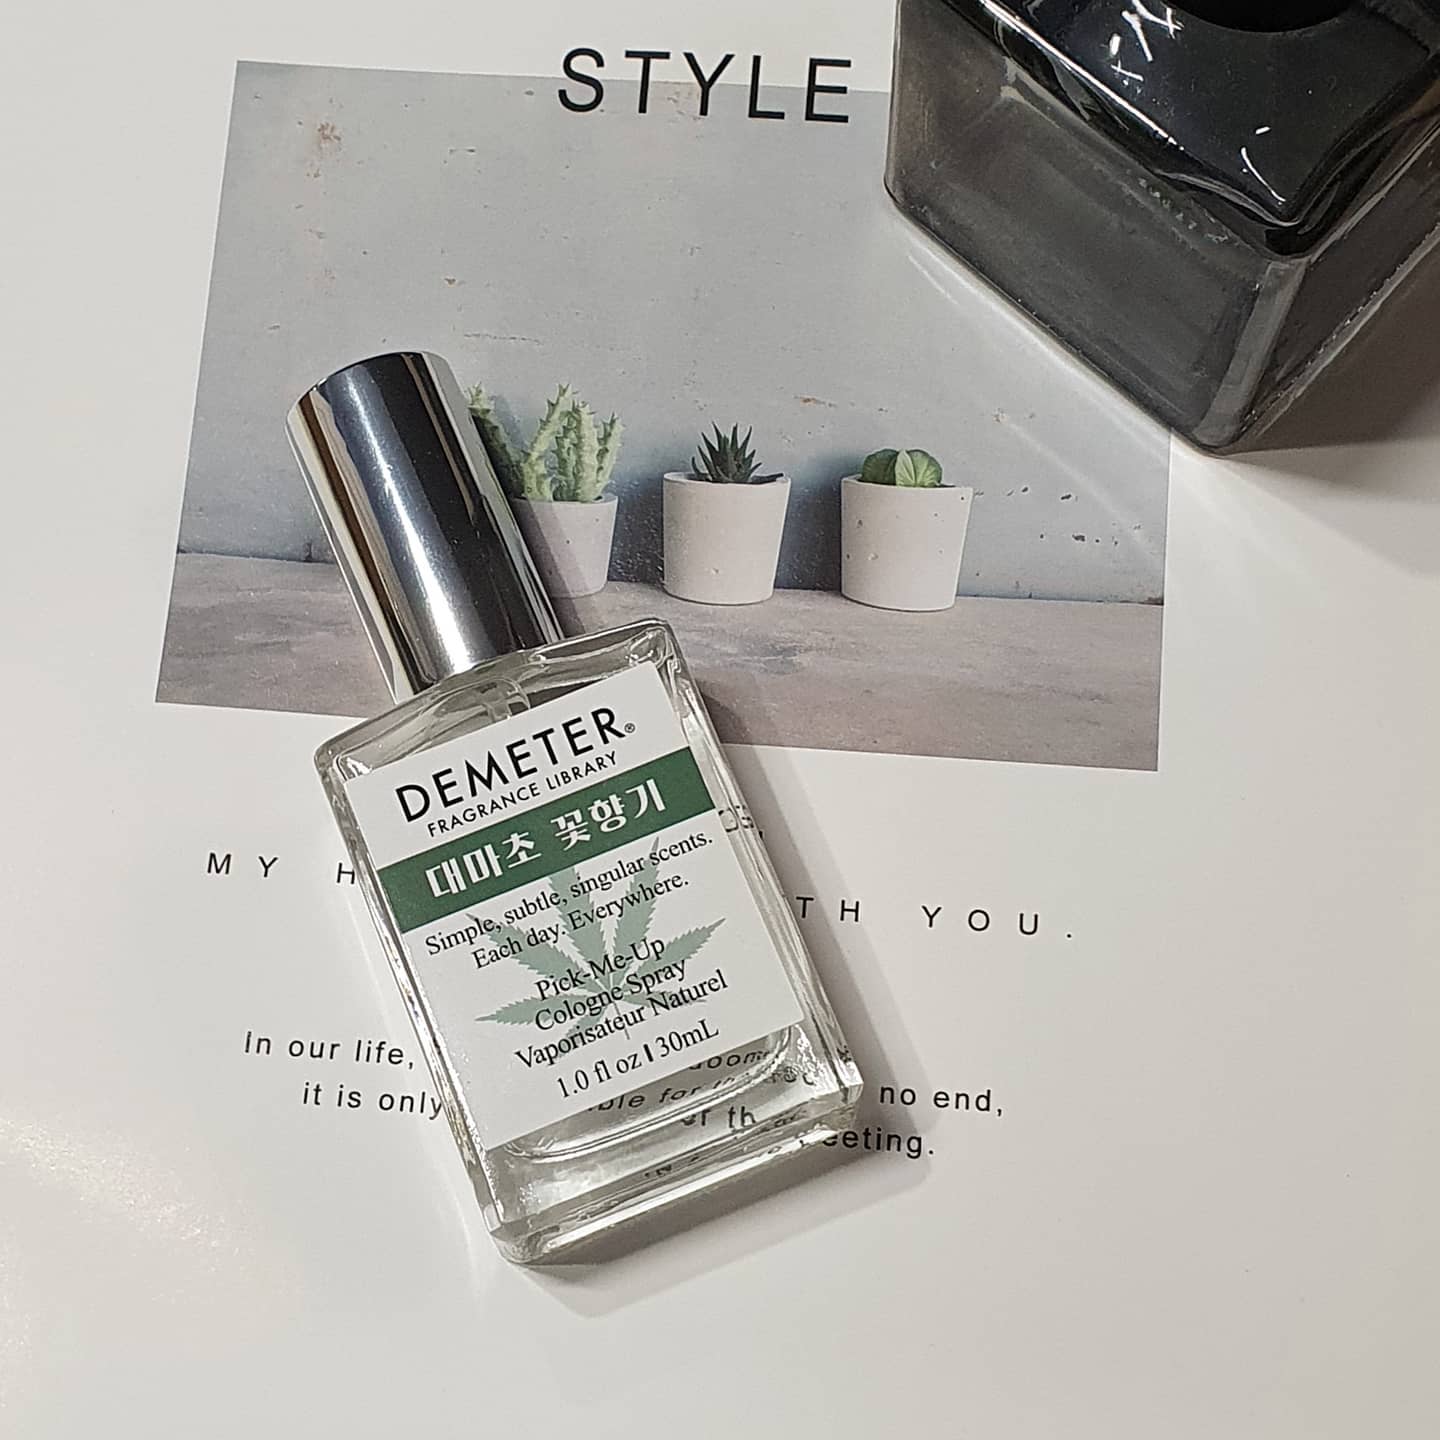 STYLE
DEMETER®
FRAGRANCE LIBRARY
대마초 꽃향기
Simple, subtle, singular scents.
Each day. Everywhere.
Pick-Me-Up
Cologne Spray
Vaporisateur Naturel
1.0 fl oz | 30mL
MY H TH YOU.
In our life, no end,
it is only eeting.